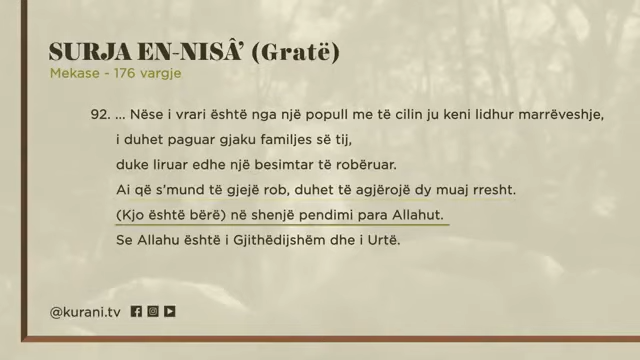 SURJA EN-NISÂ’ (Gratë)
Mekase - 176 vargje
92. ... Nëse i vrari është nga një popull me të cilin ju keni lidhur marrëveshje,
i duhet paguar gjaku familjes së tij,
duke liruar edhe një besimtar të robëruar.
Ai që s’mund të gjejë rob, duhet të agjërojë dy muaj rresht.
(Kjo është bërë) në shenjë pendimi para Allahut.
Se Allahu është i Gjithëdijshëm dhe i Urtë.
@kurani.tv